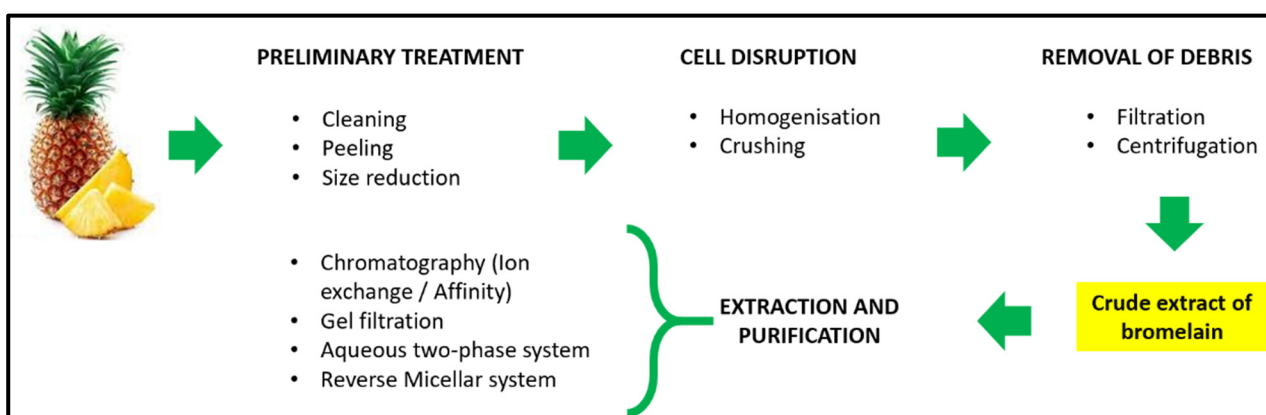 PRELIMINARY TREATMENT
• Cleaning
• Peeling
• Size reduction
CELL DISRUPTION
• Homogenisation
• Crushing
REMOVAL OF DEBRIS
• Filtration
• Centrifugation
Crude extract of
bromelain
EXTRACTION AND
PURIFICATION
• Chromatography (Ion
exchange / Affinity)
• Gel filtration
• Aqueous two-phase system
• Reverse Micellar system